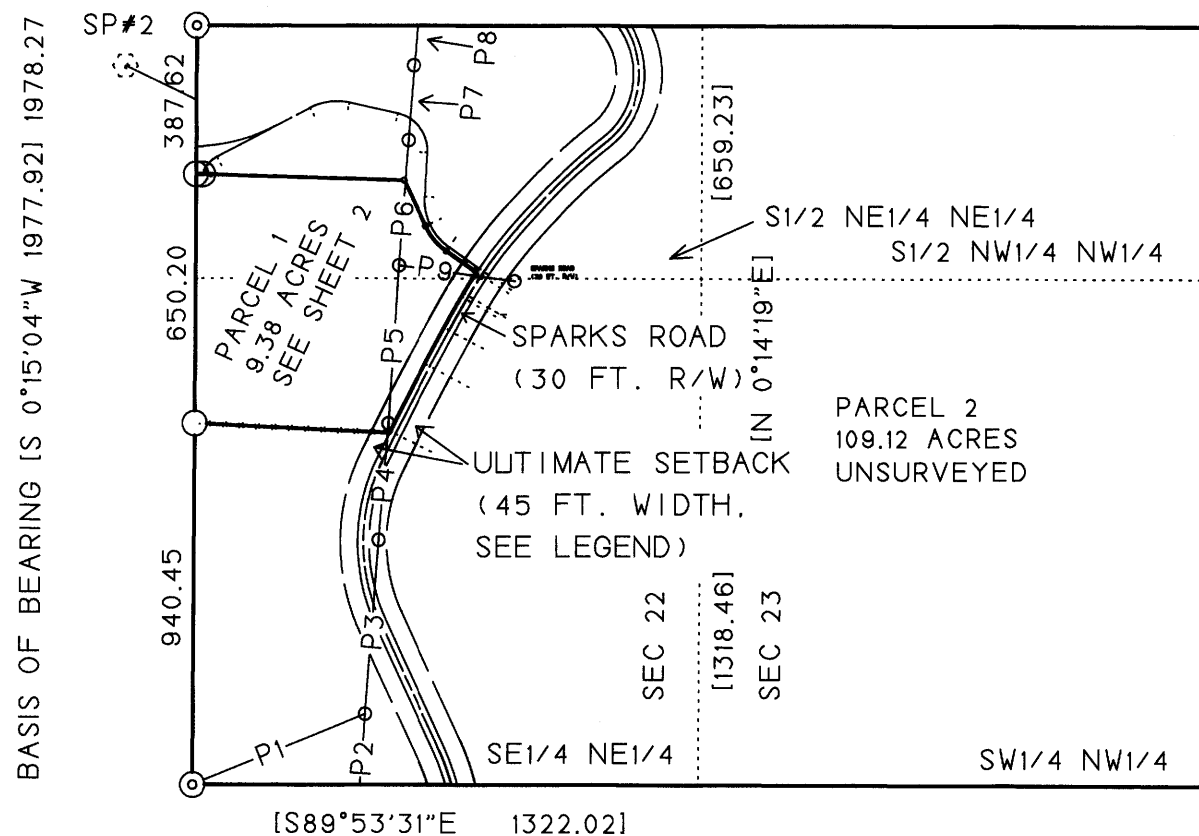 BASIS OF BEARING [S 0°15'04"W 1977.92] 1978.27
SP#2
387.62
650.20
940.45
P8
P7
P6
P9
P5
P4
P3
P2
P1
PARCEL 1
9.38 ACRES
SEE SHEET 2
[659.23]
S1/2 NE1/4 NE1/4
S1/2 NW1/4 NW1/4
SPARKS ROAD
(30 FT. R/W)
SPARKS ROAD
(30 FT. R/W)
[N 0°14'19"E]
PARCEL 2
109.12 ACRES
UNSURVEYED
ULTIMATE SETBACK
(45 FT. WIDTH,
SEE LEGEND)
SEC 22
[1318.46]
SEC 23
SE1/4 NE1/4
SW1/4 NW1/4
[S89°53'31"E 1322.02]